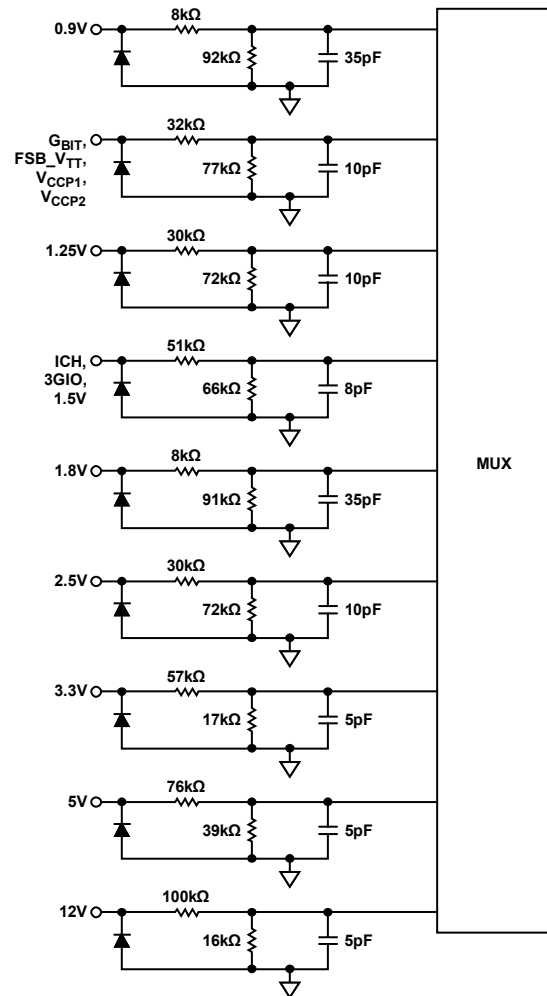 8kΩ
0.9V
92kΩ
35pF
32kΩ
GBIT,
FSB_VTT,
VCCP1,
VCCP2
77kΩ
10pF
30kΩ
1.25V
72kΩ
10pF
51kΩ
ICH,
3GIO,
1.5V
66kΩ
8pF
MUX
8kΩ
1.8V
91kΩ
35pF
30kΩ
2.5V
72kΩ
10pF
57kΩ
3.3V
17kΩ
5pF
76kΩ
5V
39kΩ
5pF
100kΩ
12V
16kΩ
5pF